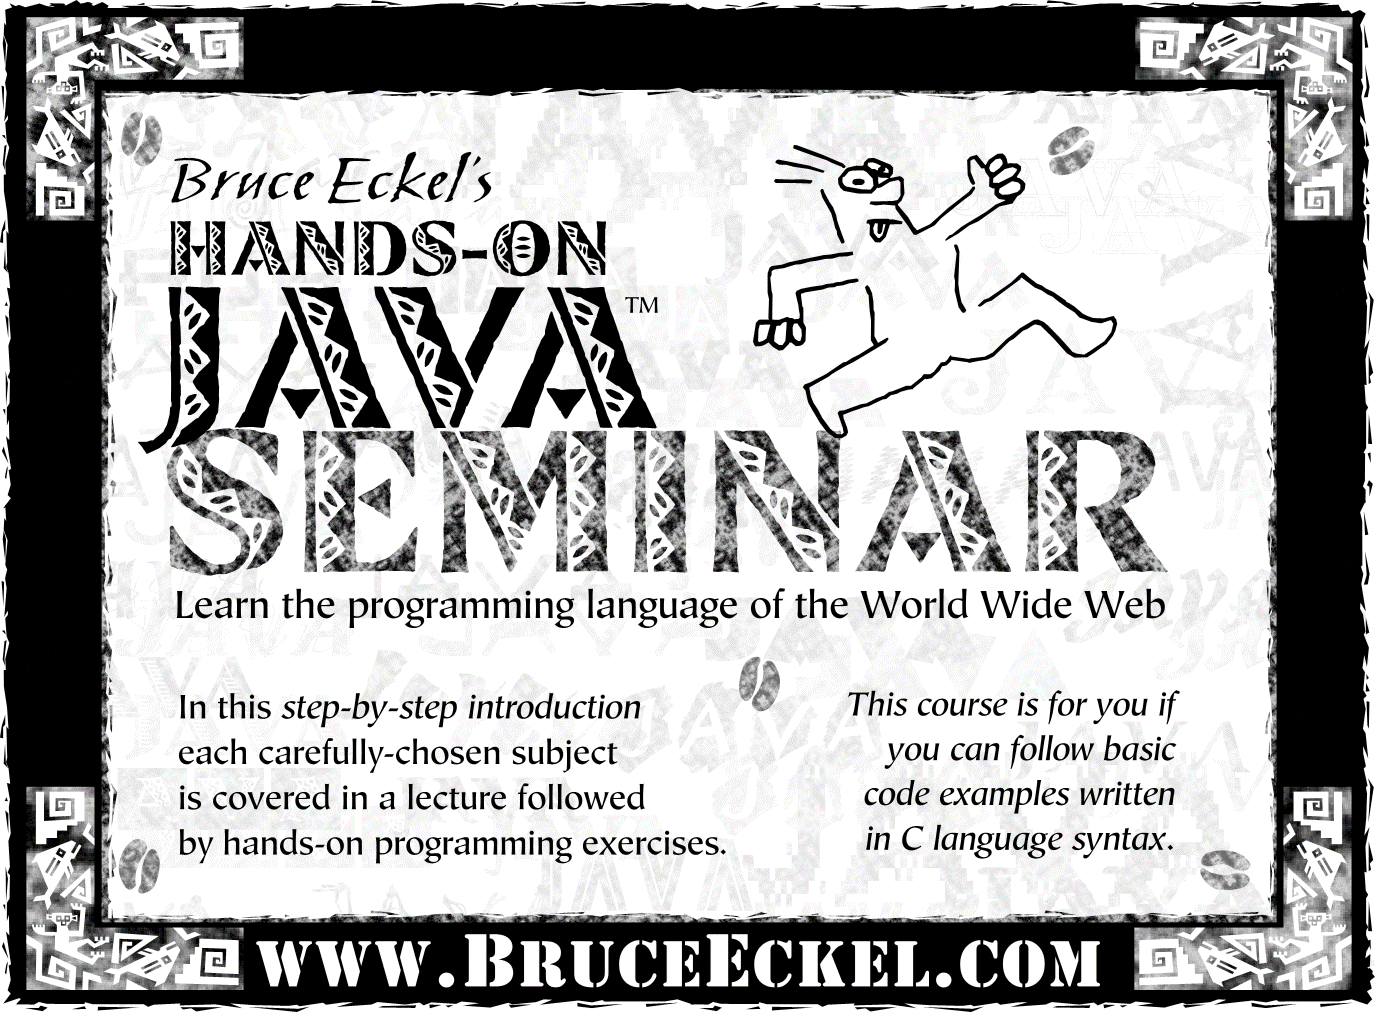 Bruce Eckel's
HANDS-ON
JAVA™
SEMINAR
Learn the programming language of the World Wide Web
In this step-by-step introduction
each carefully-chosen subject
is covered in a lecture followed
by hands-on programming exercises.
This course is for you if
you can follow basic
code examples written
in C language syntax.
WWW.BRUCEECKEL.COM